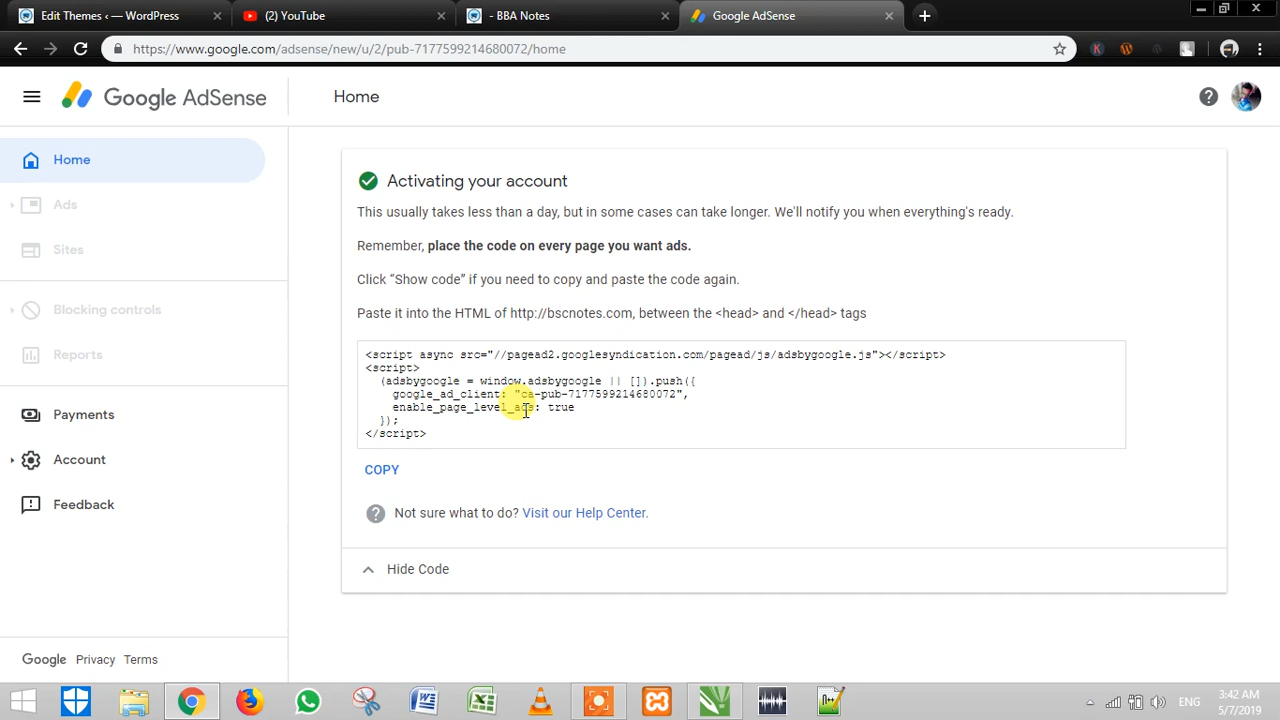 Edit Themes ‹ — WordPress
(2) YouTube
- BBA Notes
Google AdSense
https://www.google.com/adsense/new/u/2/pub-7177599214680072/home
Google AdSense
Home
Home
Ads
Sites
Blocking controls
Reports
Payments
Account
Feedback
Google Privacy Terms
Activating your account
This usually takes less than a day, but in some cases can take longer. We'll notify you when everything's ready.
Remember, place the code on every page you want ads.
Click “Show code” if you need to copy and paste the code again.
Paste it into the HTML of http://bscnotes.com, between the <head> and </head> tags
<script async src="//pagead2.googlesyndication.com/pagead/js/adsbygoogle.js"></script>
<script>
(adsbygoogle = window.adsbygoogle || []).push({
google_ad_client: "ca-pub-7177599214680072",
enable_page_level_ads: true
});
</script>
COPY
Not sure what to do? Visit our Help Center.
Hide Code
ENG
3:42 AM
5/7/2019